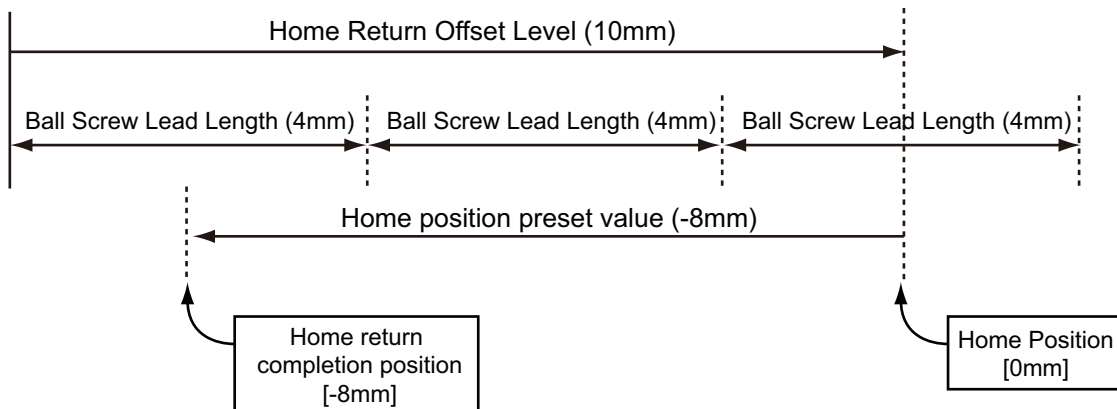 Home Return Offset Level (10mm)
Ball Screw Lead Length (4mm)
Ball Screw Lead Length (4mm)
Ball Screw Lead Length (4mm)
Home position preset value (-8mm)
Home return
completion position
[-8mm]
Home Position
[0mm]